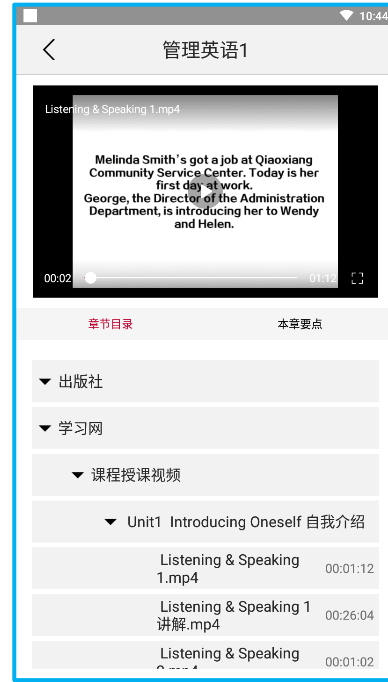 10:44
管理英语1
Listening & Speaking 1.mp4
Melinda Smith's got a job at Qiaoxiang
Community Service Center. Today is her
first day at work.
George, the Director of the Administration
Department, is introducing her to Wendy
and Helen.
00:02
01:12
章节目录
本章要点
出版社
学习网
课程授课视频
Unit1 Introducing Oneself 自我介绍
Listening & Speaking
1.mp4
00:01:12
Listening & Speaking 1
讲解.mp4
00:26:04
Listening & Speaking
00:01:02